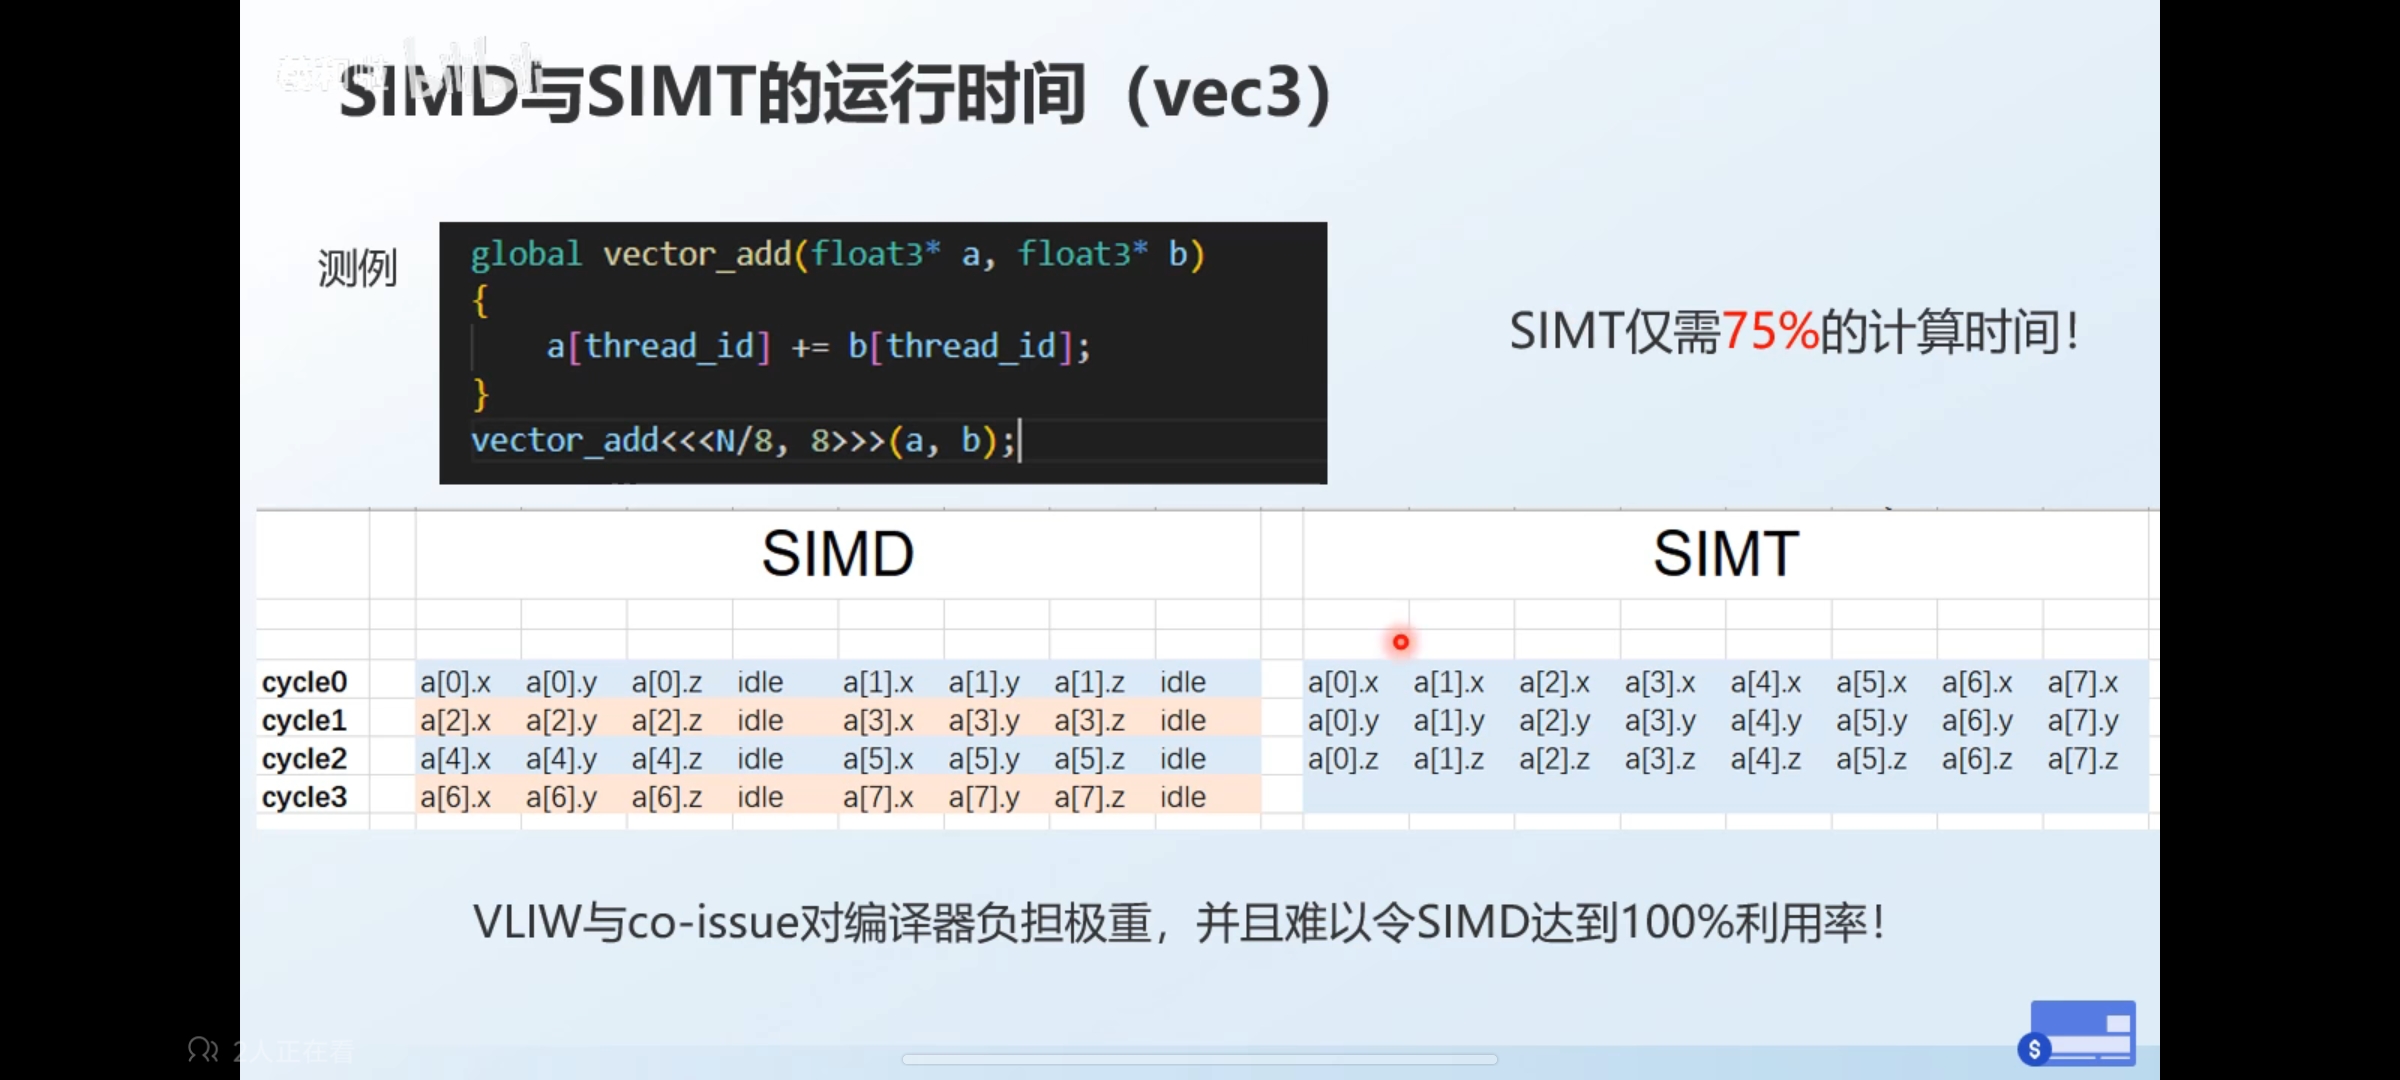 SIMD与SIMT的运行时间（vec3）
测例
global vector_add(float3* a, float3* b)
{
a[thread_id] += b[thread_id];
}
vector_add<<<N/8, 8>>>(a, b);
SIMT仅需75%的计算时间！
SIMD SIMT
cycle0 a[0].x a[0].y a[0].z idle a[1].x a[1].y a[1].z idle a[0].x a[1].x a[2].x a[3].x a[4].x a[5].x a[6].x a[7].x
cycle1 a[2].x a[2].y a[2].z idle a[3].x a[3].y a[3].z idle a[0].y a[1].y a[2].y a[3].y a[4].y a[5].y a[6].y a[7].y
cycle2 a[4].x a[4].y a[4].z idle a[5].x a[5].y a[5].z idle a[0].z a[1].z a[2].z a[3].z a[4].z a[5].z a[6].z a[7].z
cycle3 a[6].x a[6].y a[6].z idle a[7].x a[7].y a[7].z idle
VLIW与co-issue对编译器负担极重，并且难以令SIMD达到100%利用率！
$
2人正在看